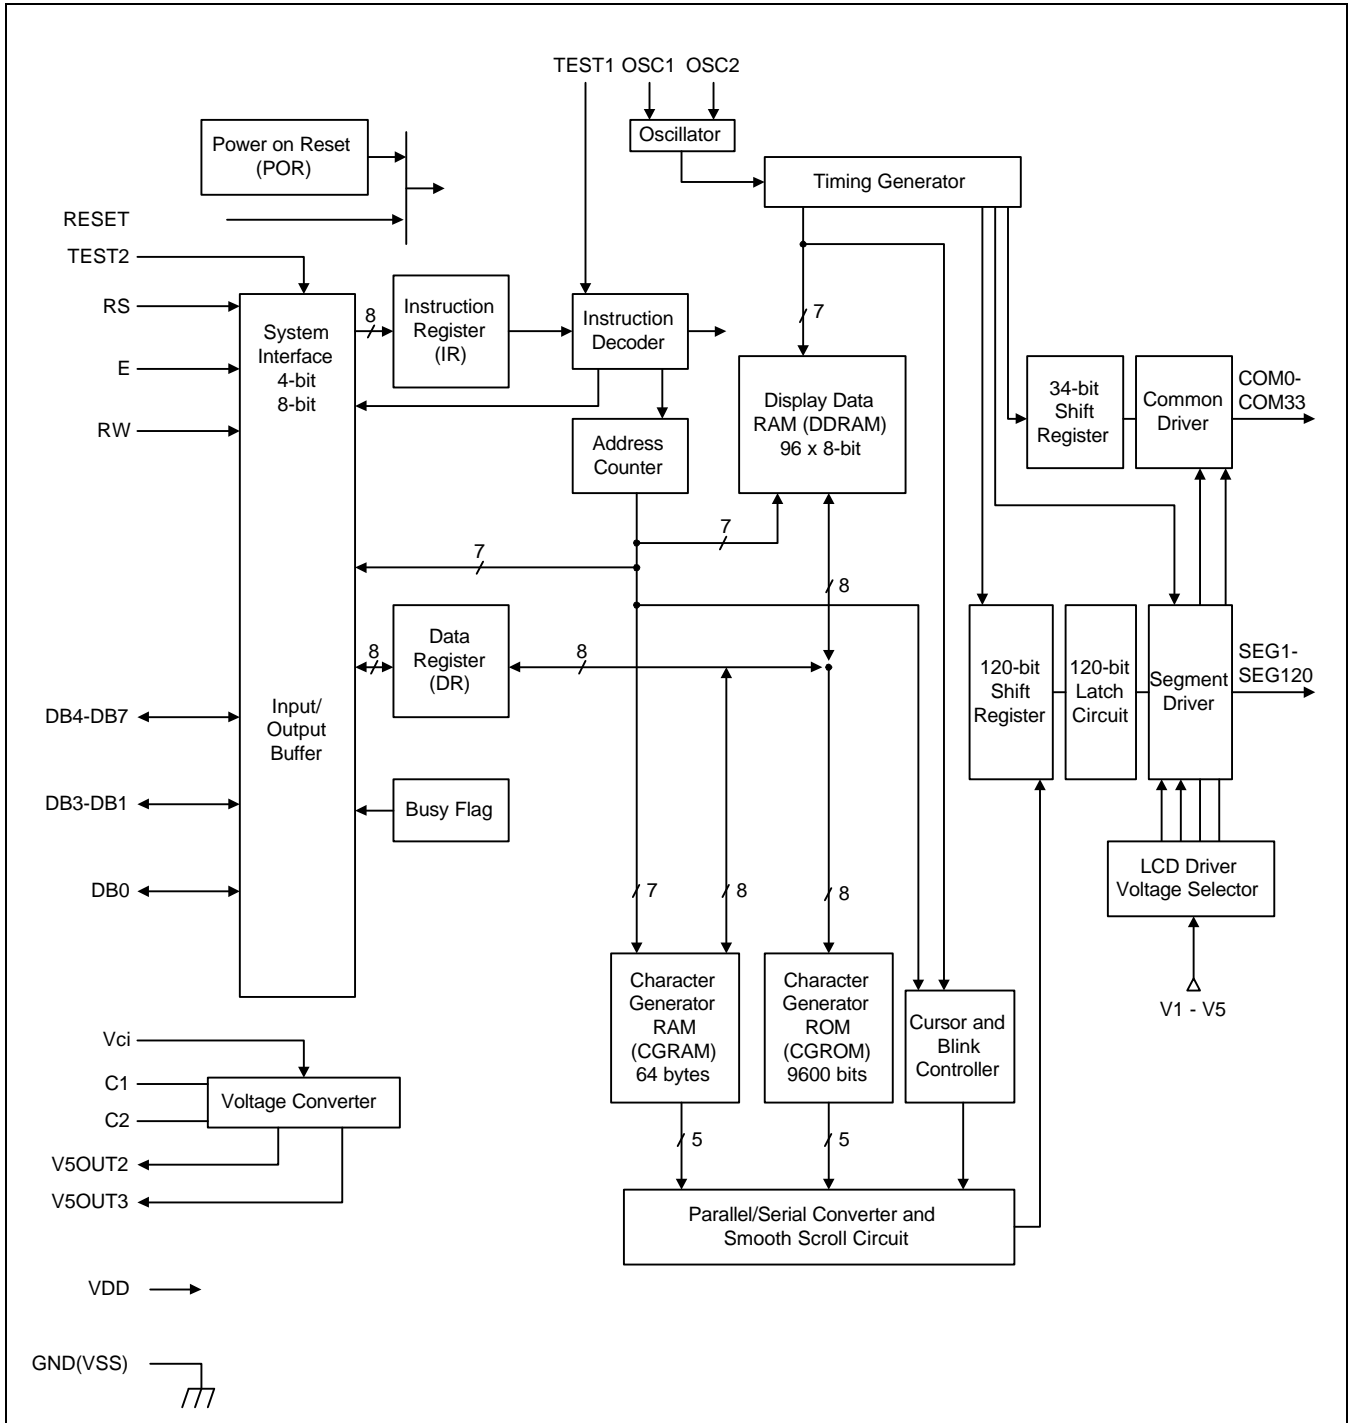 TEST1 OSC1 OSC2
Power on Reset
(POR)
Oscillator
Timing Generator
RESET
TEST2
RS
E
RW
System
Interface
4-bit
8-bit
Input/
Output
Buffer
8
Instruction
Register
(IR)
Instruction
Decoder
Address
Counter
7
Display Data
RAM (DDRAM)
96 x 8-bit
34-bit
Shift
Register
Common
Driver
COM0-
COM33
7
7
8
8
Data
Register
(DR)
8
120-bit
Shift
Register
120-bit
Latch
Circuit
Segment
Driver
SEG1-
SEG120
DB4-DB7
DB3-DB1
DB0
Busy Flag
7
8
8
LCD Driver
Voltage Selector
V1 - V5
Character
Generator
RAM
(CGRAM)
64 bytes
Character
Generator
ROM
(CGROM)
9600 bits
Cursor and
Blink
Controller
Vci
C1
C2
Voltage Converter
V5OUT2
V5OUT3
5
5
Parallel/Serial Converter and
Smooth Scroll Circuit
VDD
GND(VSS)